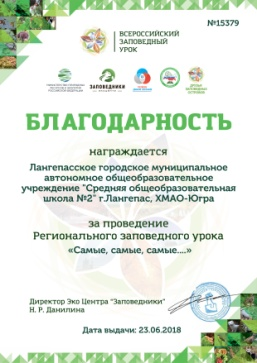 №15379
ВСЕРОССИЙСКИЙ
ЗАПОВЕДНЫЙ
УРОК
ЗАПОВЕДНИКИ
БЛАГОДАРНОСТЬ
награждается
Лангепасское городское муниципальное
автономное общеобразовательное
учреждение "Средняя общеобразовательная
школа №2" г.Лангепас, ХМАО-Югра
за проведение
Регионального заповедного урока
«Самые, самые, самые....»
Директор Эко Центра "Заповедники"
Н. Р. Данилина
Дата выдачи: 23.06.2018